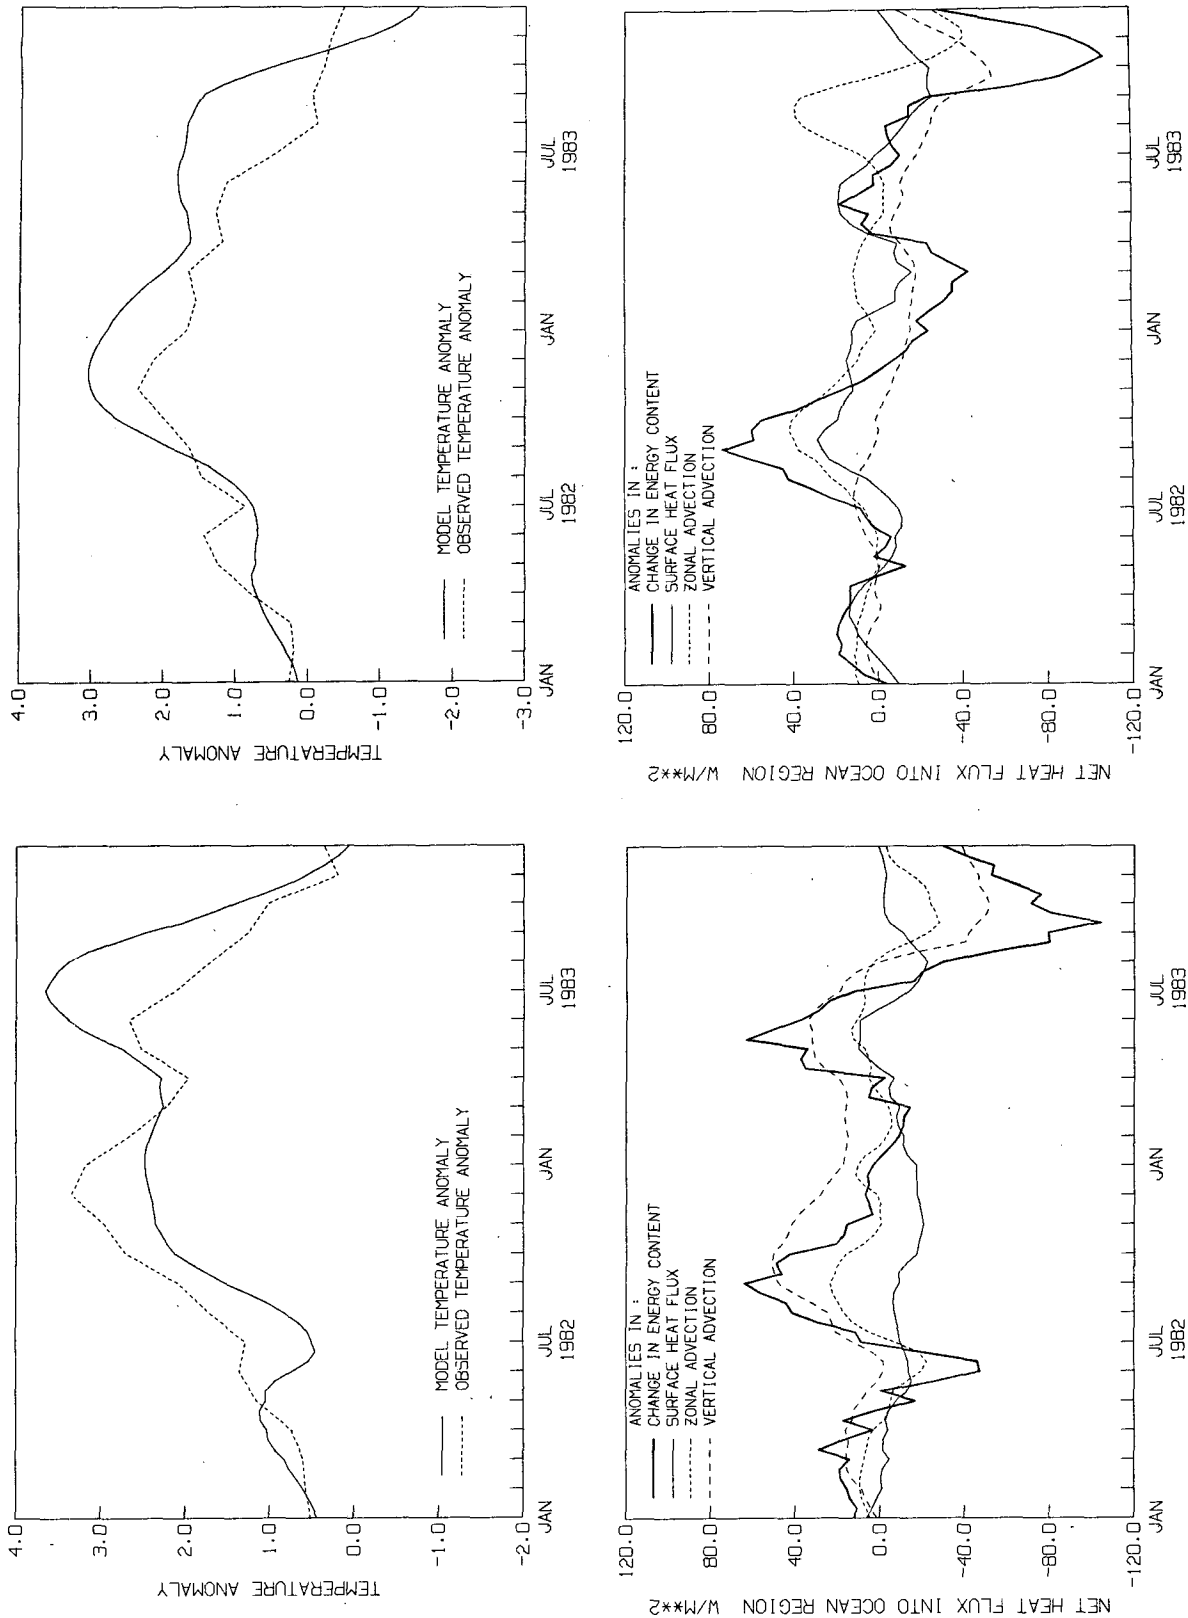 TEMPERATURE ANOMALY
4.0
3.0
2.0
1.0
0.0
-1.0
-2.0
MODEL TEMPERATURE ANOMALY
OBSERVED TEMPERATURE ANOMALY
JAN
JUL
1982
JAN
JUL
1983
TEMPERATURE ANOMALY
4.0
3.0
2.0
1.0
0.0
-1.0
-2.0
-3.0
MODEL TEMPERATURE ANOMALY
OBSERVED TEMPERATURE ANOMALY
JAN
JUL
1982
JAN
JUL
1983
NET HEAT FLUX INTO OCEAN REGION W/M**2
120.0
80.0
40.0
0.0
-40.0
-80.0
-120.0
ANOMALIES IN :
CHANGE IN ENERGY CONTENT
SURFACE HEAT FLUX
ZONAL ADVECTION
VERTICAL ADVECTION
JAN
JUL
1982
JAN
JUL
1983
NET HEAT FLUX INTO OCEAN REGION W/M**2
120.0
80.0
40.0
0.0
-40.0
-80.0
-120.0
ANOMALIES IN :
CHANGE IN ENERGY CONTENT
SURFACE HEAT FLUX
ZONAL ADVECTION
VERTICAL ADVECTION
JAN
JUL
1982
JAN
JUL
1983